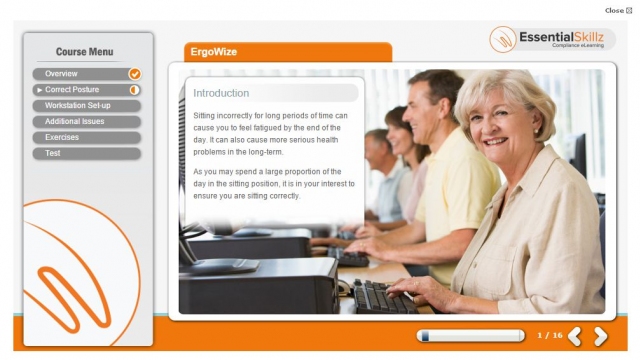 Close
EssentialSkillz
Compliance eLearning
Course Menu
Overview
Correct Posture
Workstation Set-up
Additional Issues
Exercises
Test
ErgoWize
Introduction
Sitting incorrectly for long periods of time can
cause you to feel fatigued by the end of the
day. It can also cause more serious health
problems in the long-term.
As you may spend a large proportion of the
day in the sitting position, it is in your interest to
ensure you are sitting correctly.
1 / 16